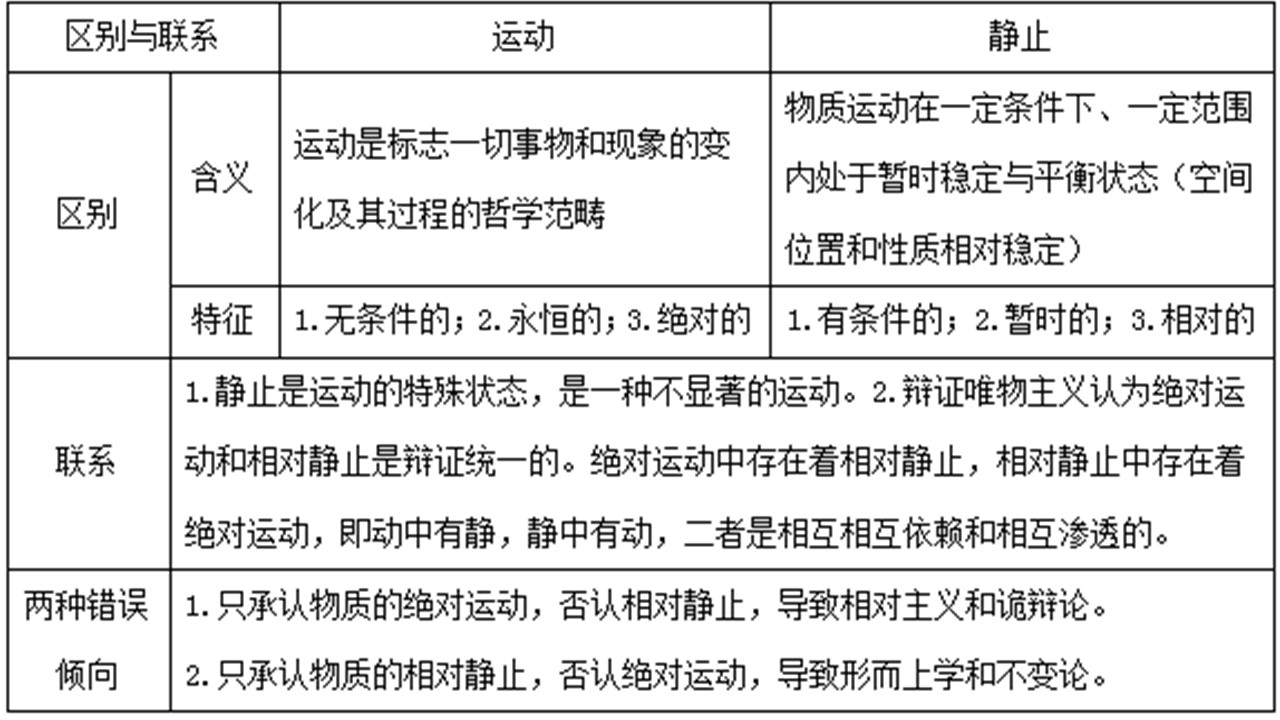 区别与联系 运动 静止
区别 含义 运动是标志一切事物和现象的变
化及其过程的哲学范畴
物质运动在一定条件下、一定范围
内处于暂时稳定与平衡状态（空间
位置和性质相对稳定）
特征 1.无条件的；2.永恒的；3.绝对的 1.有条件的；2.暂时的；3.相对的
联系
1.静止是运动的特殊状态，是一种不显著的运动。2.辩证唯物主义认为绝对运
动和相对静止是辩证统一的。绝对运动中存在着相对静止，相对静止中存在着
绝对运动，即动中有静，静中有动，二者是相互相互依赖和相互渗透的。
两种错误
倾向
1.只承认物质的绝对运动，否认相对静止，导致相对主义和诡辩论。
2.只承认物质的相对静止，否认绝对运动，导致形而上学和不变论。